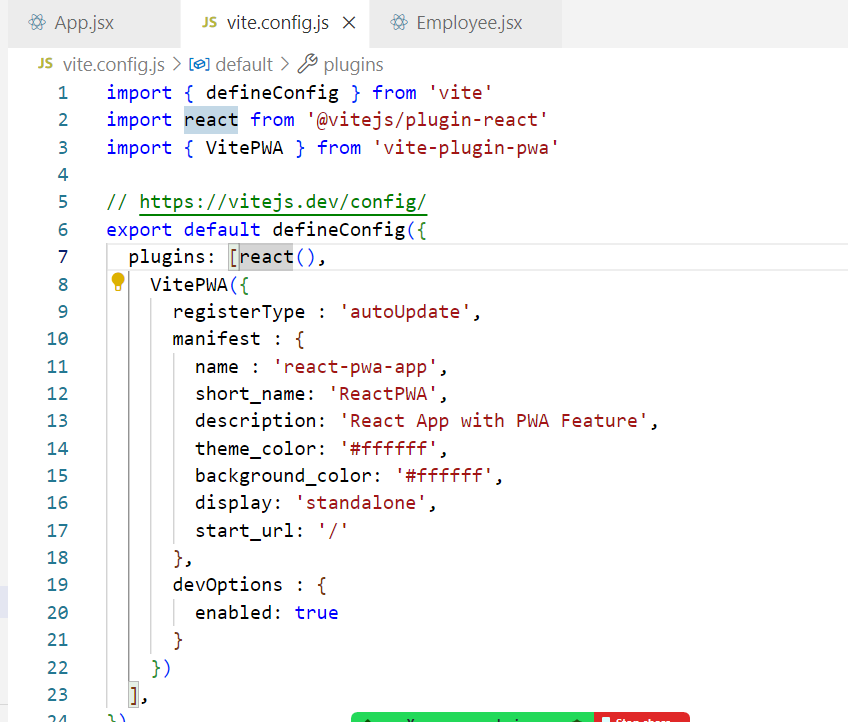 App.jsx JS vite.config.js × Employee.jsx
JS vite.config.js > default > plugins
1 import { defineConfig } from 'vite'
2 import react from '@vitejs/plugin-react'
3 import { VitePWA } from 'vite-plugin-pwa'
4
5 // https://vitejs.dev/config/
6 export default defineConfig({
7 plugins: [react(),
8 VitePWA({
9 registerType : 'autoUpdate',
10 manifest : {
11 name : 'react-pwa-app',
12 short_name: 'ReactPWA',
13 description: 'React App with PWA Feature',
14 theme_color: '#ffffff',
15 background_color: '#ffffff',
16 display: 'standalone',
17 start_url: '/'
18 },
19 devOptions : {
20 enabled: true
21 }
22 })
23 ],
24 })